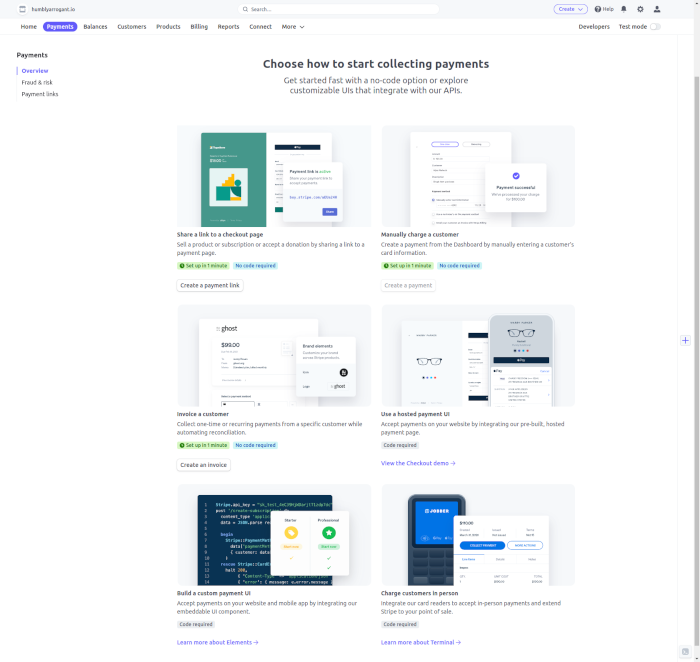 humblyarrogant.io
Search...
Create
Help
Home Payments Balances Customers Products Billing Reports Connect More
Developers Test mode
Payments
Overview
Fraud & risk
Payment links
Choose how to start collecting payments
Get started fast with a no-code option or explore
customizable UIs that integrate with our APIs.
Payment link is active
Share your payment link to
accept payments.
Share a link to a checkout page
Sell a product or subscription or accept a donation by sharing a link to a
payment page.
Set up in 1 minute No code required
Create a payment link
Payment successful
Manually charge a customer
Create a payment from the Dashboard by manually entering a customer's
card information.
Set up in 1 minute No code required
Create a payment
ghost
$99.00
Brand elements
ghost
Invoice a customer
Collect one-time or recurring payments from a specific customer while
automating reconciliation.
Set up in 1 minute No code required
Create an invoice
Pay
Use a hosted payment UI
Accept payments on your website by integrating our pre-built, hosted
payment page.
Code required
View the Checkout demo →
Starter
Professional
Build a custom payment UI
Accept payments on your website and mobile app by integrating our
embeddable UI component.
Code required
Learn more about Elements →
COLLECT PAYMENT
MORE ACTIONS
Charge customers in person
Integrate our card readers to accept in-person payments and extend
Stripe to your point of sale.
Code required
Learn more about Terminal →